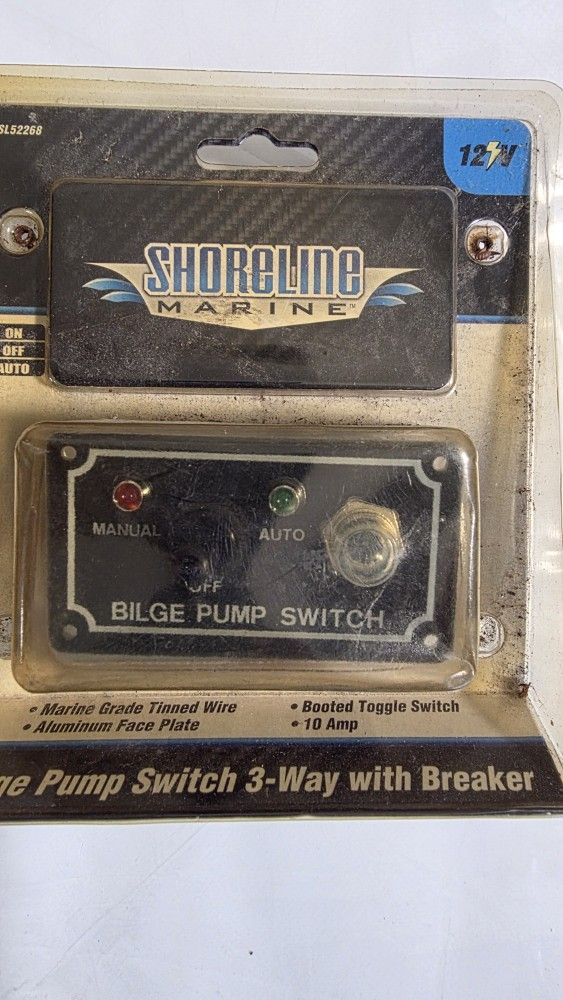 SL52268
12V
SHORELINE
MARINE™
ON
OFF
AUTO
MANUAL
AUTO
OFF
BILGE PUMP SWITCH
• Marine Grade Tinned Wire
• Aluminum Face Plate
• Booted Toggle Switch
• 10 Amp
ge Pump Switch 3-Way with Breaker